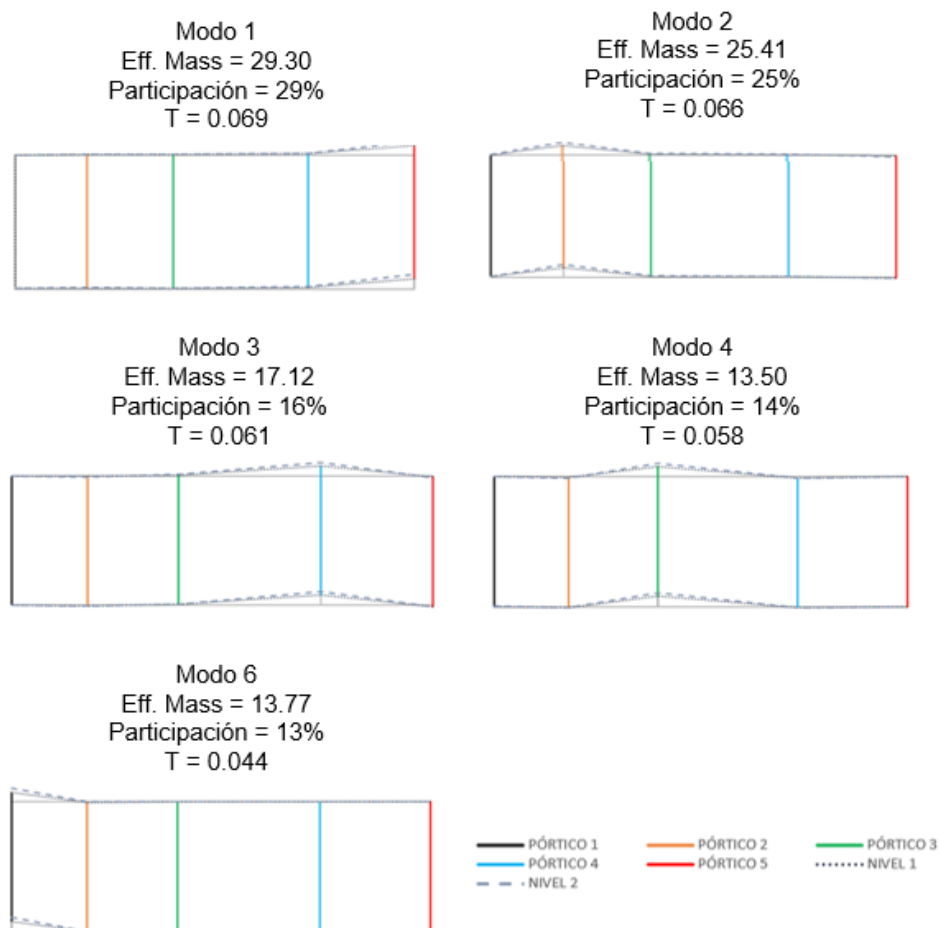 Modo 1
Eff. Mass = 29.30
Participación = 29%
T = 0.069
Modo 2
Eff. Mass = 25.41
Participación = 25%
T = 0.066
Modo 3
Eff. Mass = 17.12
Participación = 16%
T = 0.061
Modo 4
Eff. Mass = 13.50
Participación = 14%
T = 0.058
Modo 6
Eff. Mass = 13.77
Participación = 13%
T = 0.044
PÓRTICO 1 PÓRTICO 2 PÓRTICO 3
PÓRTICO 4 PÓRTICO 5 NIVEL 1
NIVEL 2